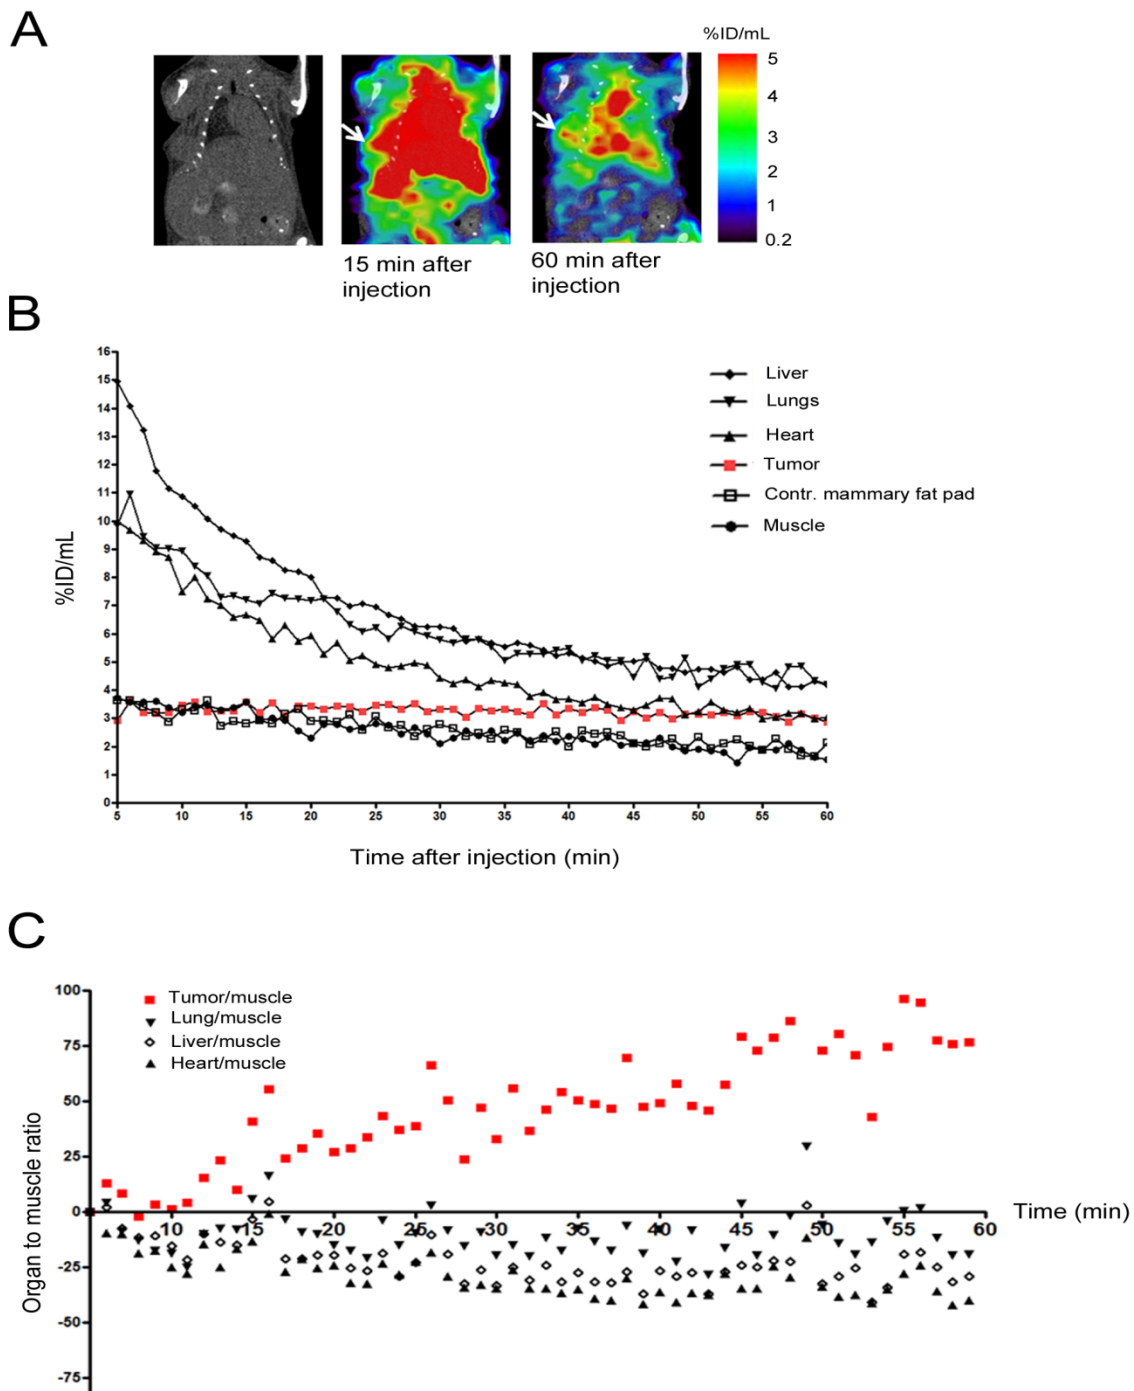 A
%ID/mL
5
4
3
2
1
0.2
15 min after
injection
60 min after
injection
B
16
15
14
13
12
11
10
9
8
7
6
5
4
3
2
1
0
%ID/mL
Liver
Lungs
Heart
Tumor
Contr. mammary fat pad
Muscle
5 10 15 20 25 30 35 40 45 50 55 60
Time after injection (min)
C
100
75
50
25
0
-25
-50
-75
Organ to muscle ratio
Tumor/muscle
Lung/muscle
Liver/muscle
Heart/muscle
10 15 20 25 30 35 40 45 50 55 60
Time (min)